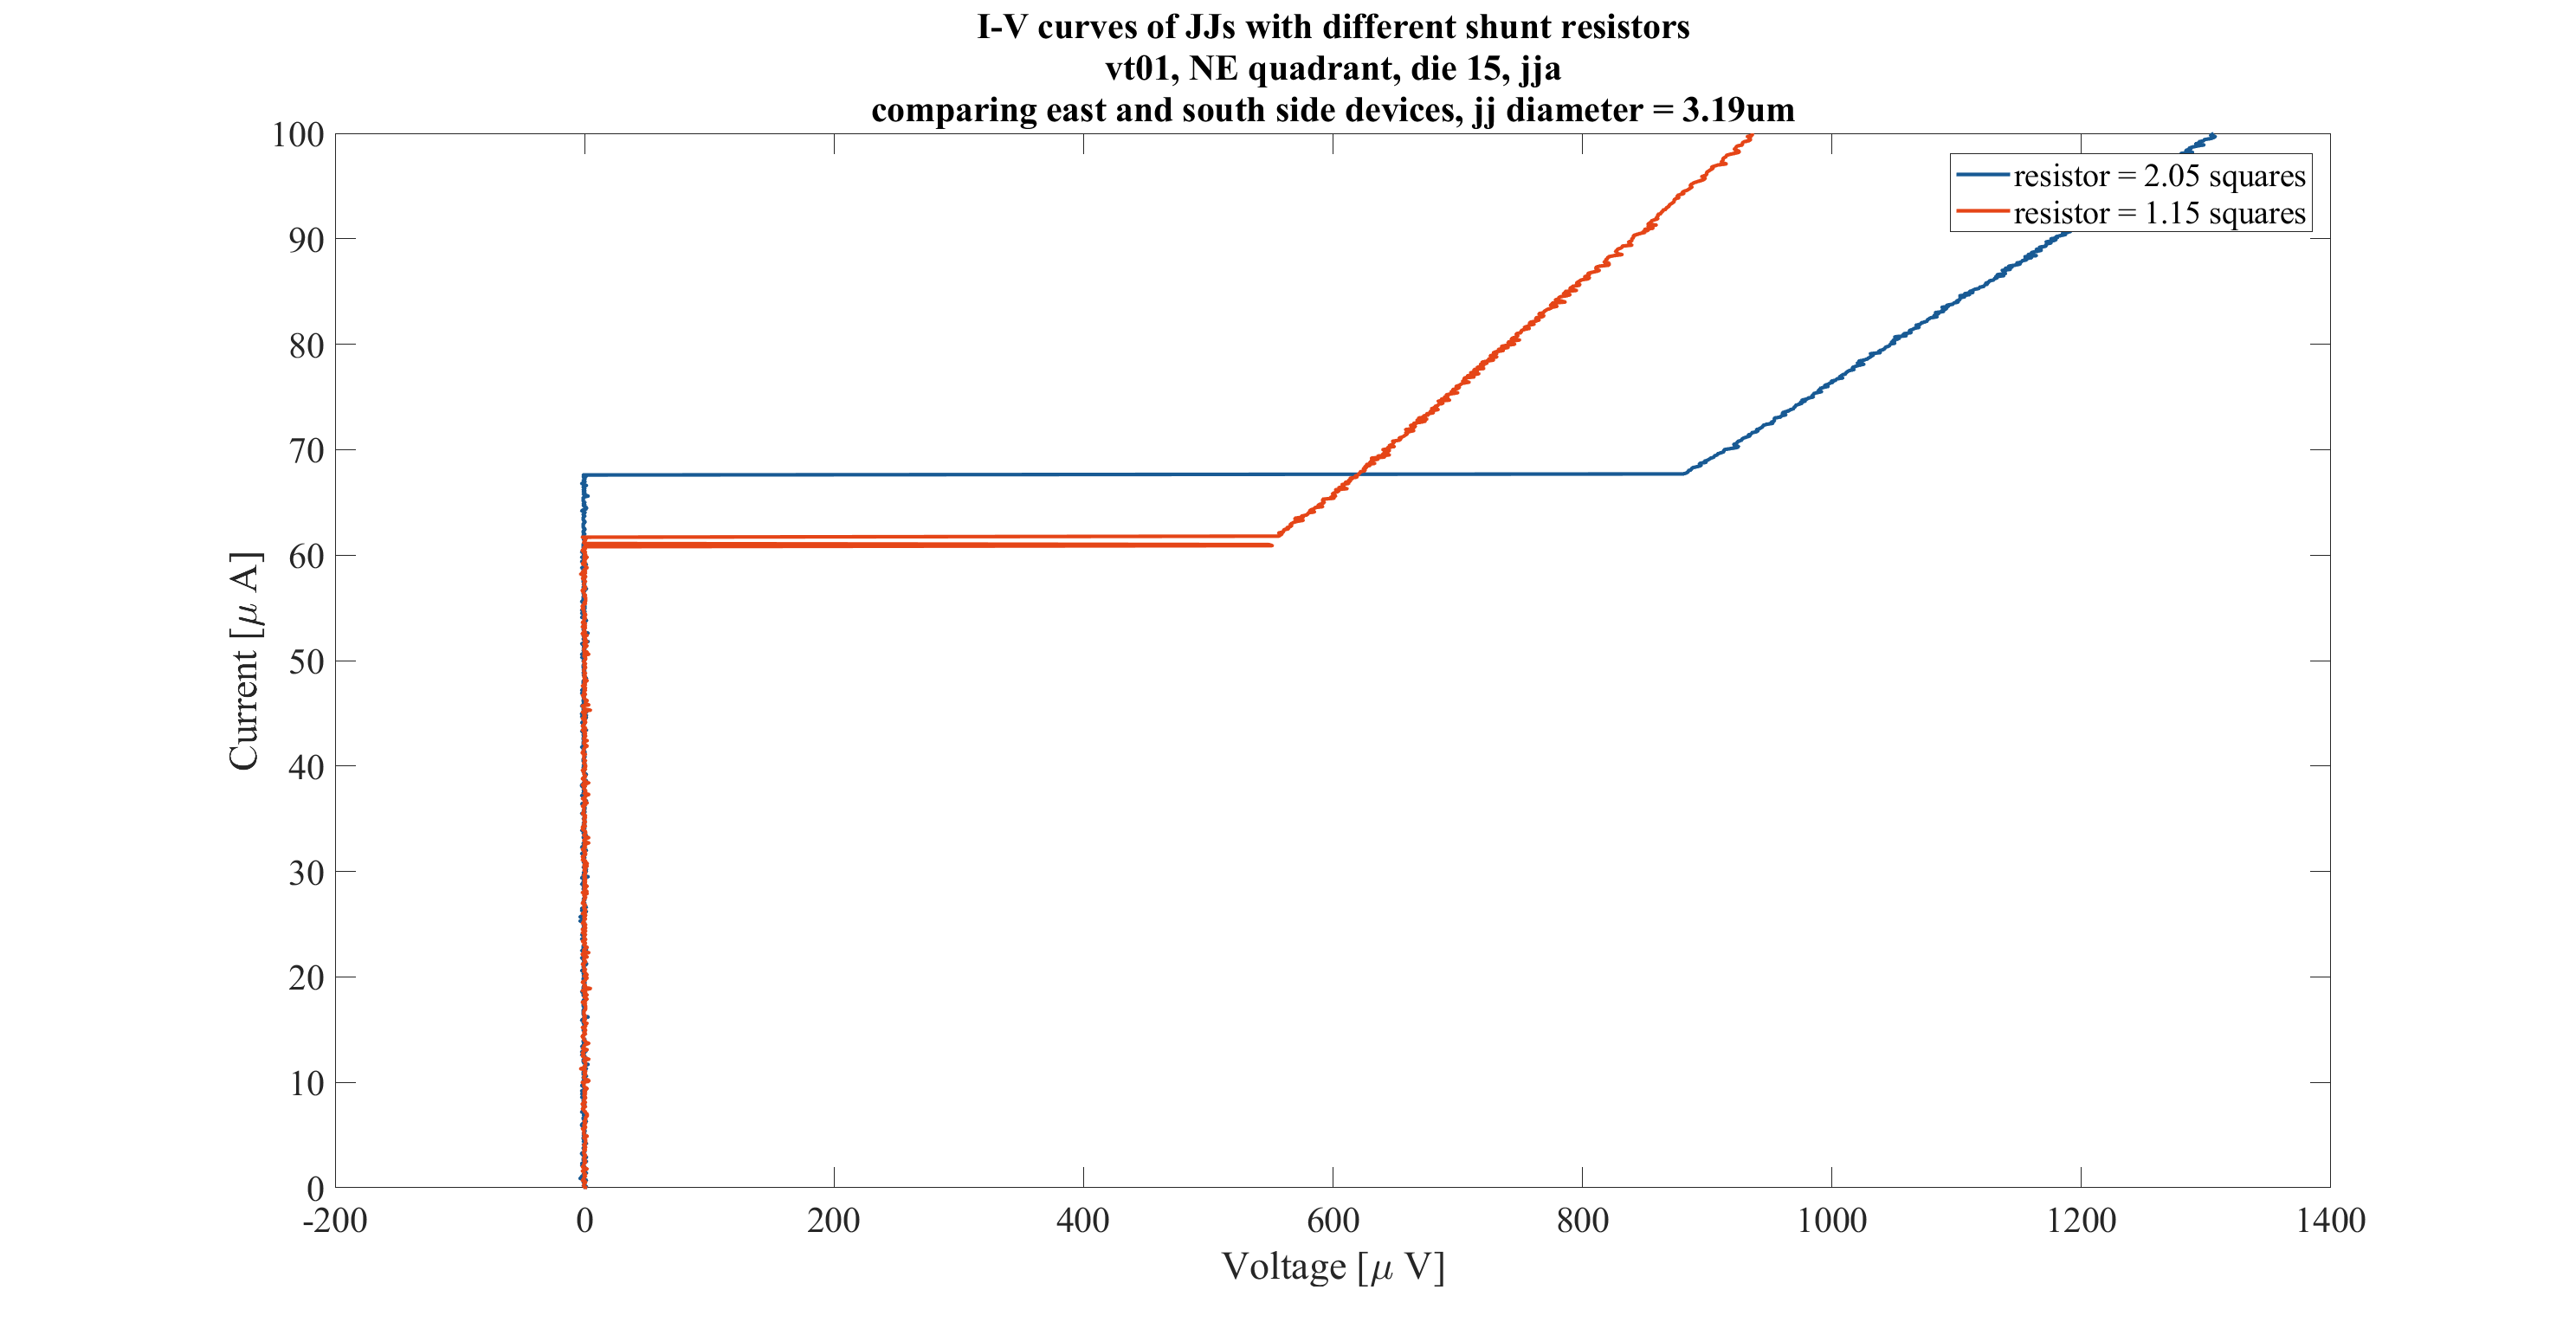 I-V curves of JJs with different shunt resistors
vt01, NE quadrant, die 15, jja
comparing east and south side devices, jj diameter = 3.19um
100
90
80
70
60
50
40
30
20
10
0
Current [μ A]
resistor = 2.05 squares
resistor = 1.15 squares
-200 0 200 400 600 800 1000 1200 1400
Voltage [μ V]